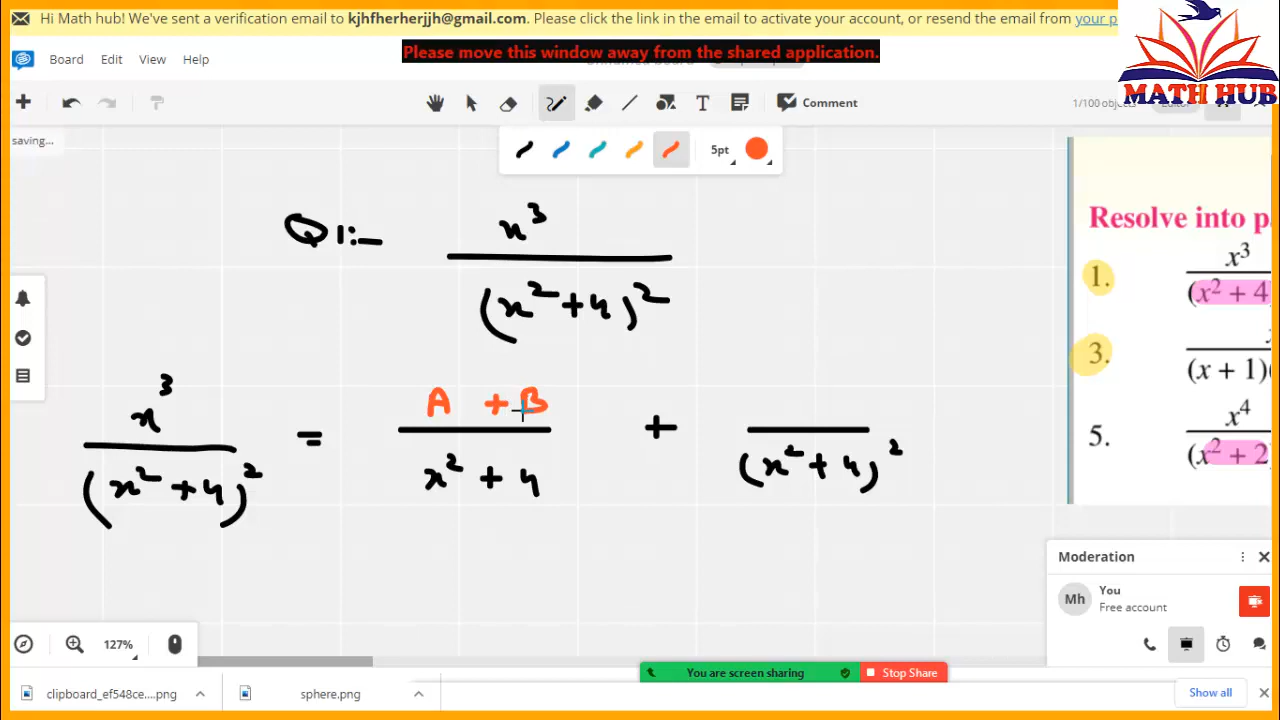 Hi Math hub! We've sent a verification email to kjhfherherjjh@gmail.com. Please click the link in the email to activate your account, or resend the email from your p
Please move this window away from the shared application.
MATH HUB
Board Edit View Help
Comment
1/100 objects
saving...
5pt
Q1:- x³ / (x² + 4)²
x³ / (x² + 4)² = A + B / x² + 4 + / (x² + 4)²
Resolve into p
1. x³ / (x² + 4
3. (x + 1)(
5. x⁴ / (x² + 2
Moderation
Mh You
Free account
127%
You are screen sharing Stop Share
clipboard_ef548ce....png sphere.png Show all